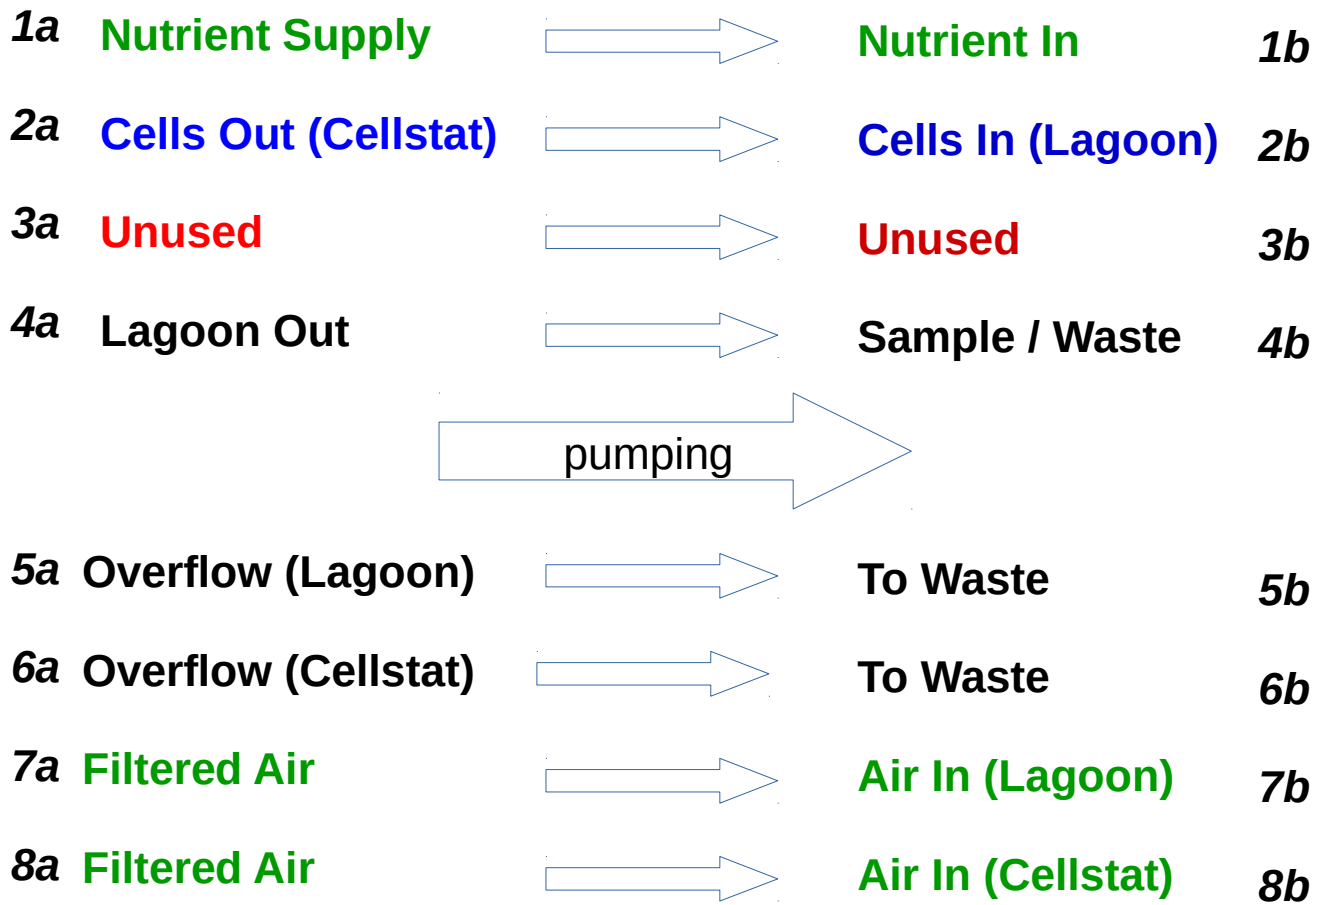 1a Nutrient Supply Nutrient In 1b
2a Cells Out (Cellstat) Cells In (Lagoon) 2b
3a Unused Unused 3b
4a Lagoon Out Sample / Waste 4b
pumping
5a Overflow (Lagoon) To Waste 5b
6a Overflow (Cellstat) To Waste 6b
7a Filtered Air Air In (Lagoon) 7b
8a Filtered Air Air In (Cellstat) 8b